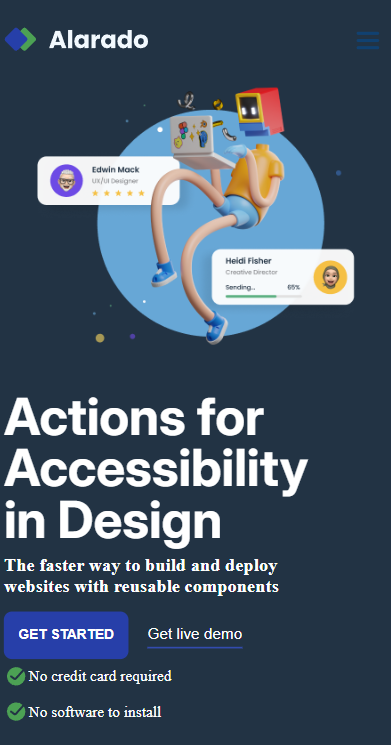 Alarado
Edwin Mack
UX/UI Designer
Heidi Fisher
Creative Director
Sending... 65%
Actions for
Accessibility
in Design
The faster way to build and deploy
websites with reusable components
GET STARTED Get live demo
No credit card required
No software to install